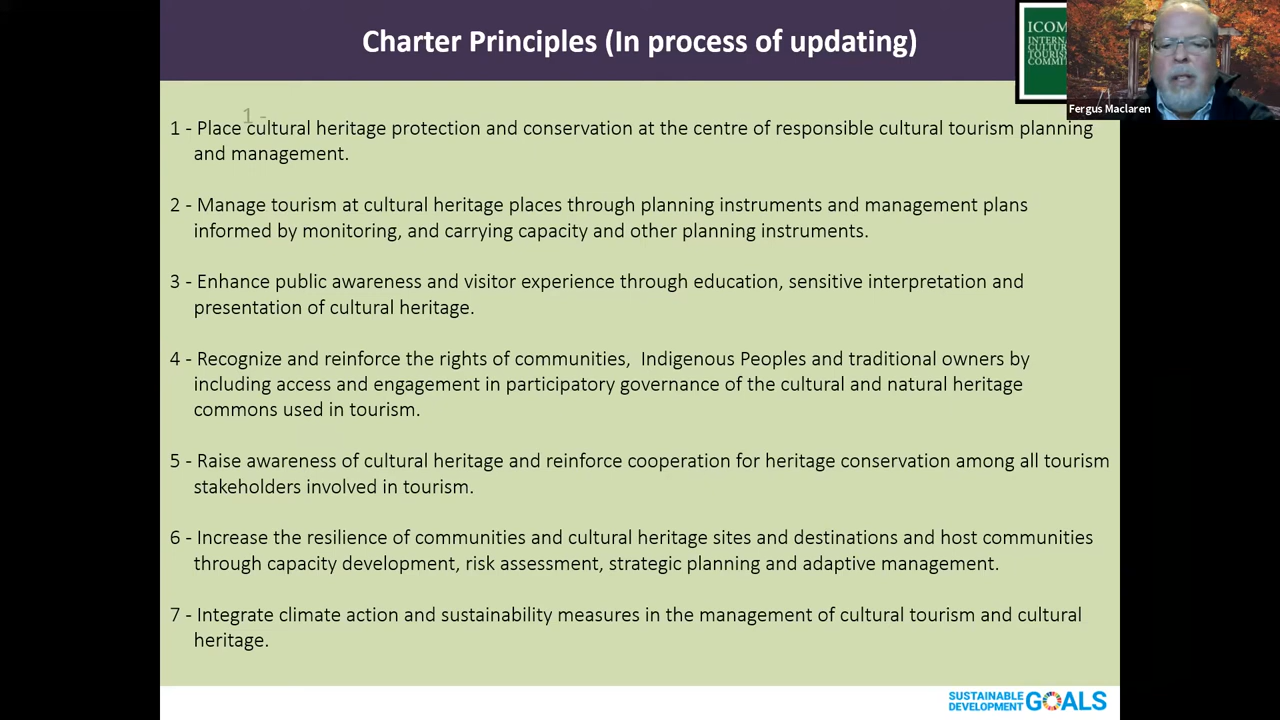 Charter Principles (In process of updating)
ICOM
INTERN
CULTUR
TOURIS
COMMIT
Fergus Maclaren
1 -
1 - Place cultural heritage protection and conservation at the centre of responsible cultural tourism planning
and management.
2 - Manage tourism at cultural heritage places through planning instruments and management plans
informed by monitoring, and carrying capacity and other planning instruments.
3 - Enhance public awareness and visitor experience through education, sensitive interpretation and
presentation of cultural heritage.
4 - Recognize and reinforce the rights of communities,  Indigenous Peoples and traditional owners by
including access and engagement in participatory governance of the cultural and natural heritage
commons used in tourism.
5 - Raise awareness of cultural heritage and reinforce cooperation for heritage conservation among all tourism
stakeholders involved in tourism.
6 - Increase the resilience of communities and cultural heritage sites and destinations and host communities
through capacity development, risk assessment, strategic planning and adaptive management.
7 - Integrate climate action and sustainability measures in the management of cultural tourism and cultural
heritage.
SUSTAINABLE
DEVELOPMENT GOALS